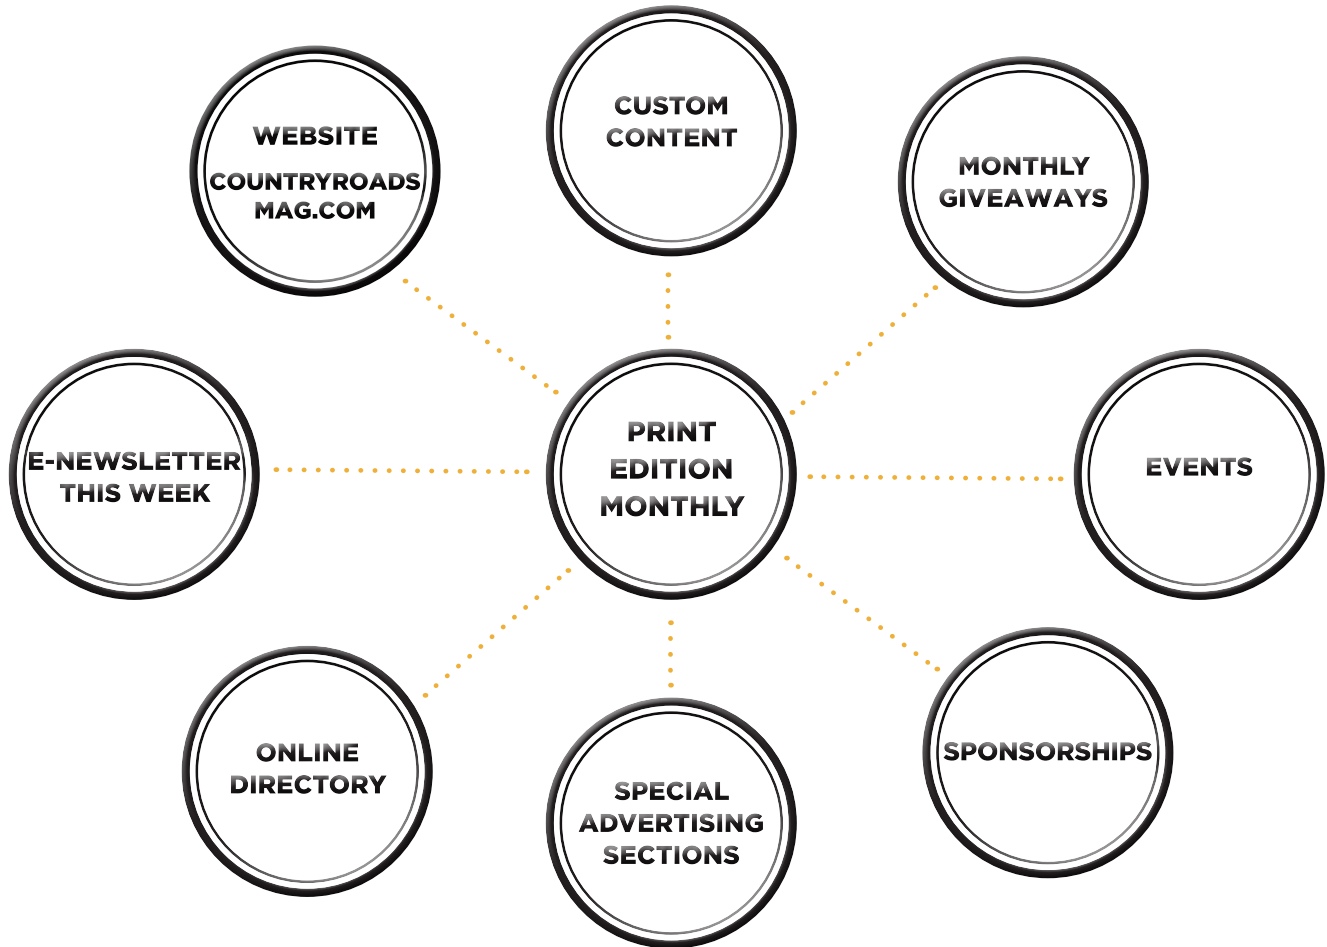 CUSTOM
CONTENT
WEBSITE
COUNTRYROADS
MAG.COM
MONTHLY
GIVEAWAYS
E-NEWSLETTER
THIS WEEK
PRINT
EDITION
MONTHLY
EVENTS
ONLINE
DIRECTORY
SPECIAL
ADVERTISING
SECTIONS
SPONSORSHIPS